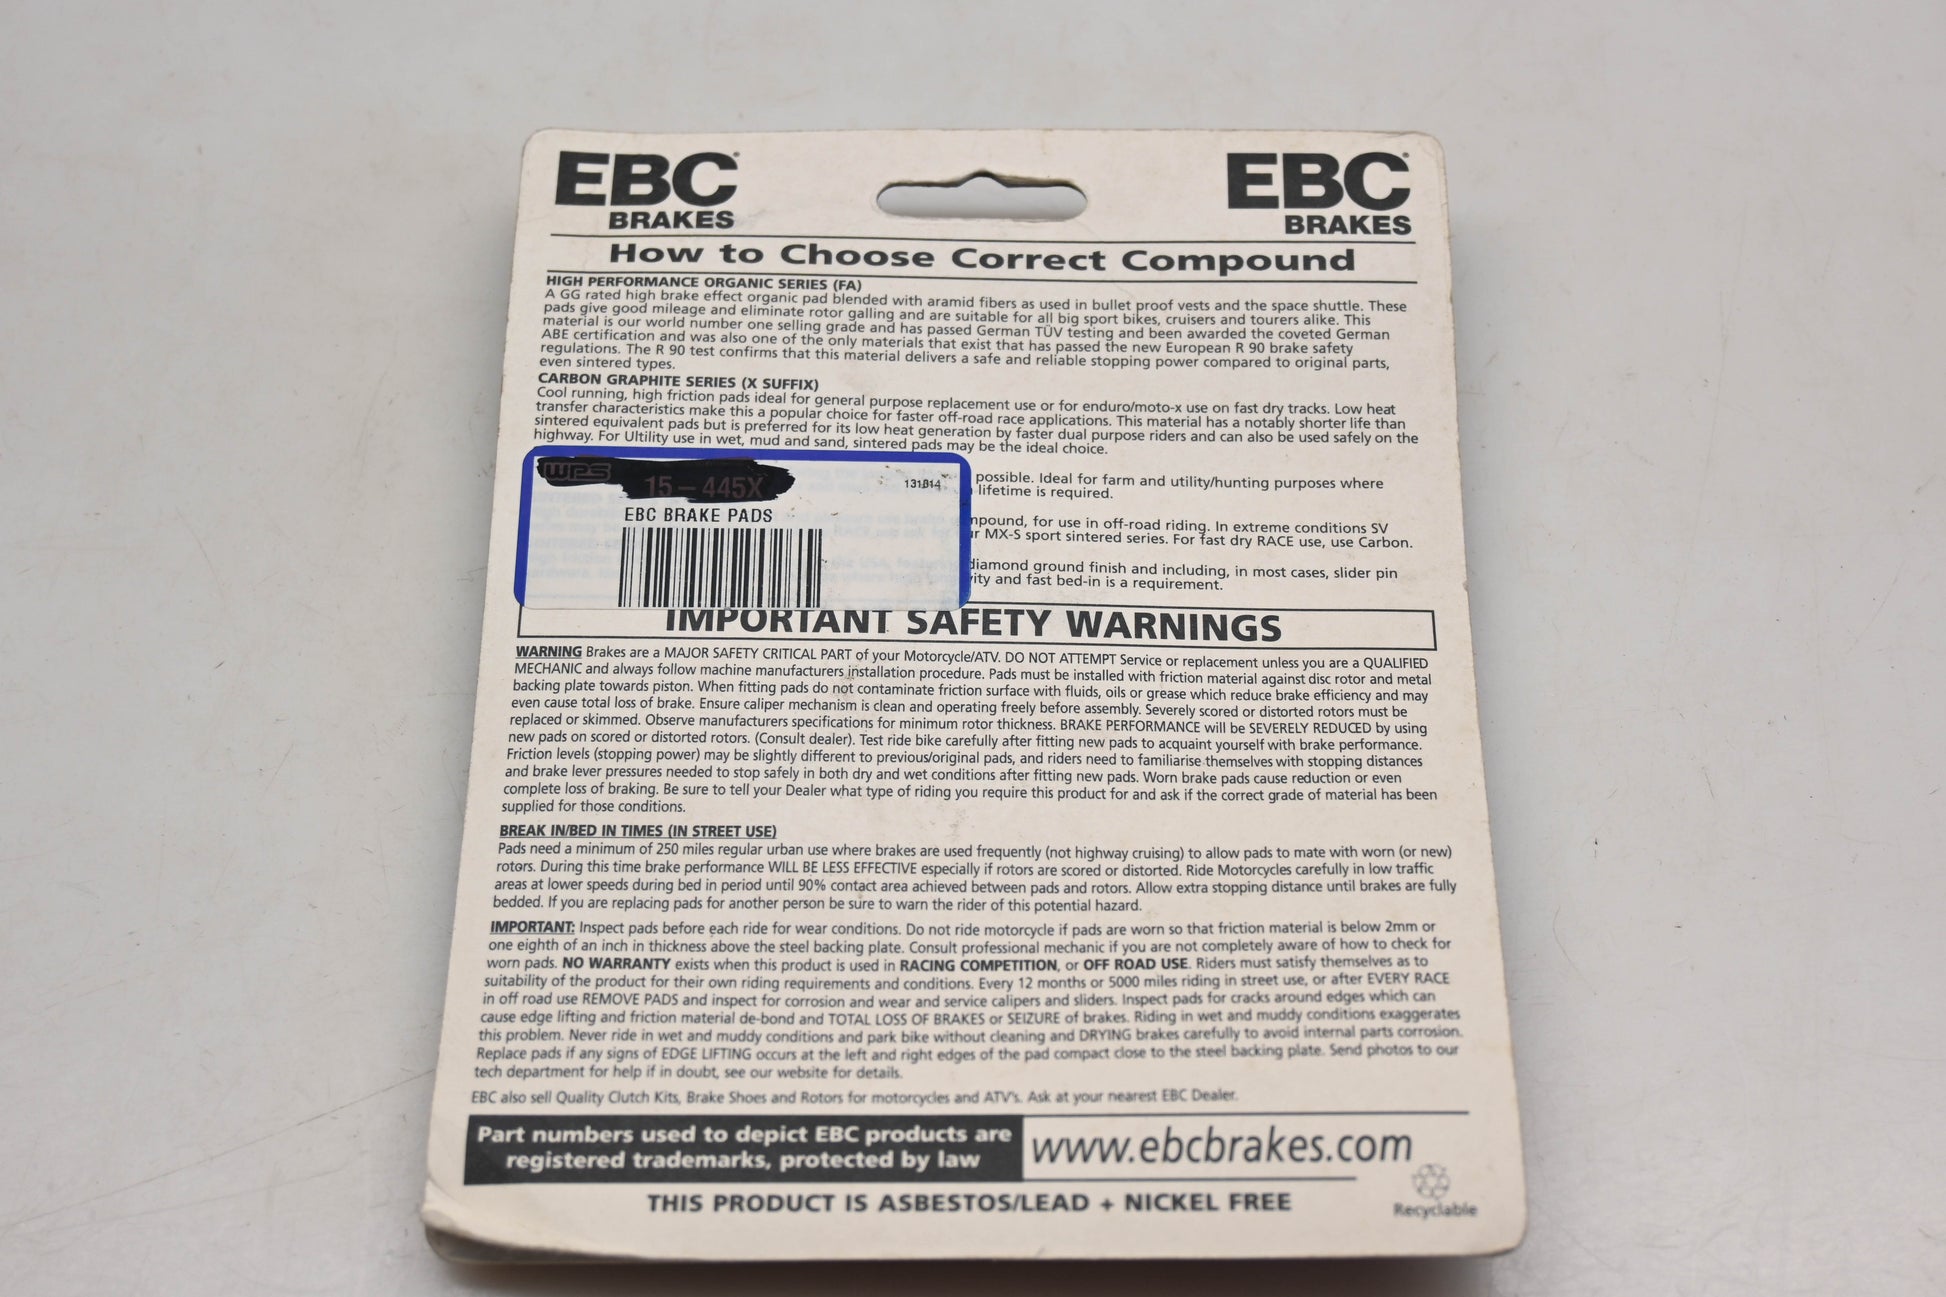 EBC EBC
BRAKES BRAKES
How to Choose Correct Compound
HIGH PERFORMANCE ORGANIC SERIES (FA)
A GG rated high brake effect organic pad blended with aramid fibers as used in bullet proof vests and the space shuttle. These
pads give good mileage and eliminate rotor galling and are suitable for all big sport bikes, cruisers and tourers alike. This
material is our world number one selling grade and has passed German TÜV testing and been awarded the coveted German
ABE certification and was also one of the only materials that exist that has passed the new European R 90 brake safety
regulations. The R 90 test confirms that this material delivers a safe and reliable stopping power compared to original parts,
even sintered types.
CARBON GRAPHITE SERIES (X SUFFIX)
Cool running, high friction pads ideal for general purpose replacement use or for enduro/moto-x use on fast dry tracks. Low heat
transfer characteristics make this a popular choice for faster off-road race applications. This material has a notably shorter life than
sintered equivalent pads but is preferred for its low heat generation by faster dual purpose riders and can also be used safely on the
highway. For Ultility use in wet, mud and sand, sintered pads may be the ideal choice.
WPS
15-445X
131814
EBC BRAKE PADS
possible. Ideal for farm and utility/hunting purposes where
lifetime is required.
mpound, for use in off-road riding. In extreme conditions SV
ur MX-S sport sintered series. For fast dry RACE use, use Carbon.
diamond ground finish and including, in most cases, slider pin
vity and fast bed-in is a requirement.
IMPORTANT SAFETY WARNINGS
WARNING Brakes are a MAJOR SAFETY CRITICAL PART of your Motorcycle/ATV. DO NOT ATTEMPT Service or replacement unless you are a QUALIFIED
MECHANIC and always follow machine manufacturers installation procedure. Pads must be installed with friction material against disc rotor and metal
backing plate towards piston. When fitting pads do not contaminate friction surface with fluids, oils or grease which reduce brake efficiency and may
even cause total loss of brake. Ensure caliper mechanism is clean and operating freely before assembly. Severely scored or distorted rotors must be
replaced or skimmed. Observe manufacturers specifications for minimum rotor thickness. BRAKE PERFORMANCE will be SEVERELY REDUCED by using
new pads on scored or distorted rotors. (Consult dealer). Test ride bike carefully after fitting new pads to acquaint yourself with brake performance.
Friction levels (stopping power) may be slightly different to previous/original pads, and riders need to familiarise themselves with stopping distances
and brake lever pressures needed to stop safely in both dry and wet conditions after fitting new pads. Worn brake pads cause reduction or even
complete loss of braking. Be sure to tell your Dealer what type of riding you require this product for and ask if the correct grade of material has been
supplied for those conditions.
BREAK IN/BED IN TIMES (IN STREET USE)
Pads need a minimum of 250 miles regular urban use where brakes are used frequently (not highway cruising) to allow pads to mate with worn (or new)
rotors. During this time brake performance WILL BE LESS EFFECTIVE especially if rotors are scored or distorted. Ride Motorcycles carefully in low traffic
areas at lower speeds during bed in period until 90% contact area achieved between pads and rotors. Allow extra stopping distance until brakes are fully
bedded. If you are replacing pads for another person be sure to warn the rider of this potential hazard.
IMPORTANT: Inspect pads before each ride for wear conditions. Do not ride motorcycle if pads are worn so that friction material is below 2mm or
one eighth of an inch in thickness above the steel backing plate. Consult professional mechanic if you are not completely aware of how to check for
worn pads. NO WARRANTY exists when this product is used in RACING COMPETITION, or OFF ROAD USE. Riders must satisfy themselves as to
suitability of the product for their own riding requirements and conditions. Every 12 months or 5000 miles riding in street use, or after EVERY RACE
in off road use REMOVE PADS and inspect for corrosion and wear and service calipers and sliders. Inspect pads for cracks around edges which can
cause edge lifting and friction material de-bond and TOTAL LOSS OF BRAKES or SEIZURE of brakes. Riding in wet and muddy conditions exaggerates
this problem. Never ride in wet and muddy conditions and park bike without cleaning and DRYING brakes carefully to avoid internal parts corrosion.
Replace pads if any signs of EDGE LIFTING occurs at the left and right edges of the pad compact close to the steel backing plate. Send photos to our
tech department for help if in doubt, see our website for details.
EBC also sell Quality Clutch Kits, Brake Shoes and Rotors for motorcycles and ATV's. Ask at your nearest EBC Dealer.
Part numbers used to depict EBC products are
registered trademarks, protected by law
www.ebcbrakes.com
THIS PRODUCT IS ASBESTOS/LEAD + NICKEL FREE
Recyclable